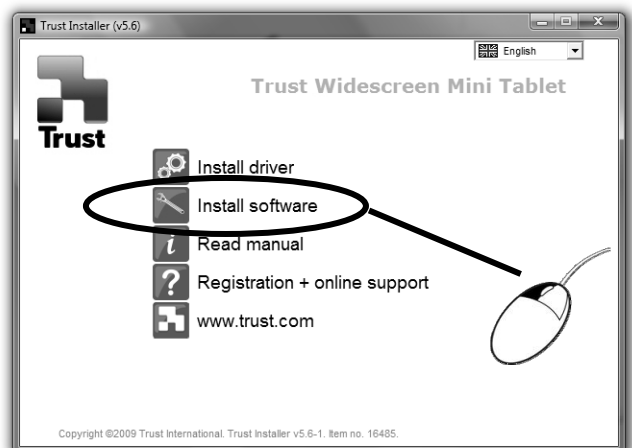 Trust Installer (v5.6)
English
Trust Widescreen Mini Tablet
Trust
Install driver
Install software
Read manual
Registration + online support
www.trust.com
Copyright ©2009 Trust International. Trust Installer v5.6-1. Item no. 16485.